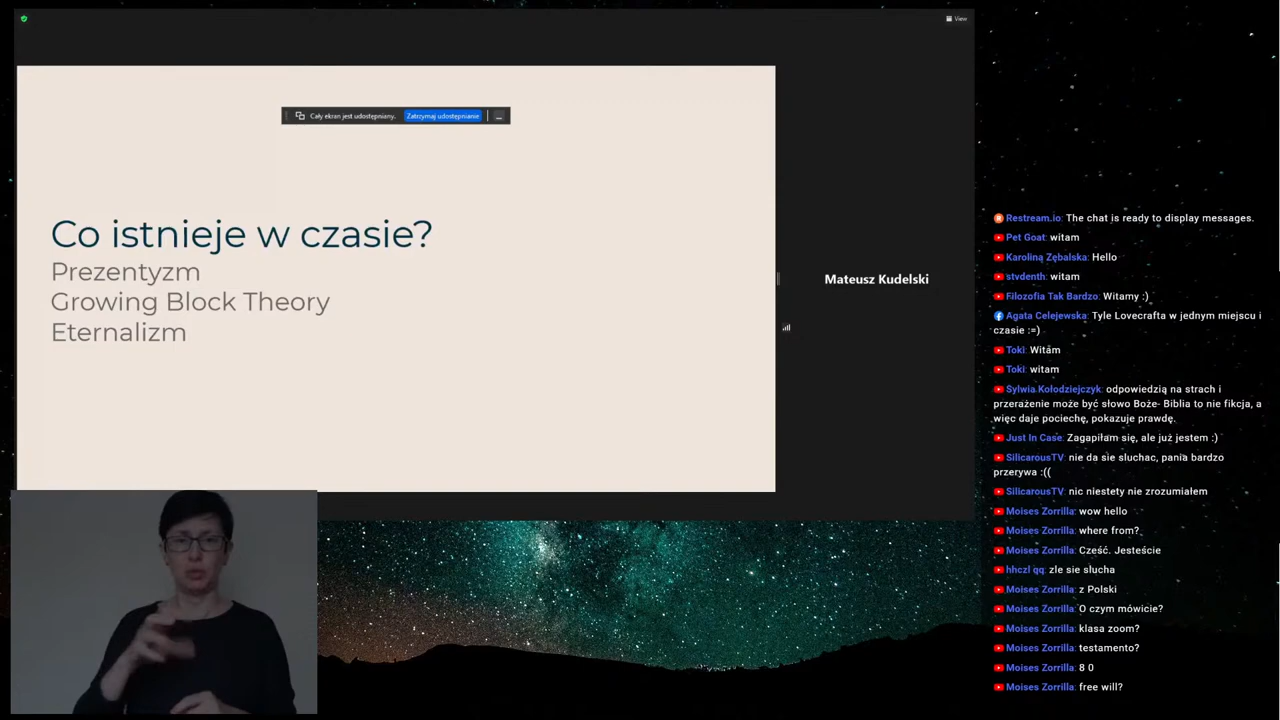 View
Cały ekran jest udostępniany.
Zatrzymaj udostępnianie
Co istnieje w czasie?
Prezentyzm
Growing Block Theory
Eternalizm
Mateusz Kudelski
Restream.io: The chat is ready to display messages.
Pet Goat: witam
Karolina Zębalska: Hello
stvdenth: witam
Filozofia Tak Bardzo: Witamy :)
Agata Celejewska: Tyle Lovecrafta w jednym miejscu i
czasie :=)
Toki: Witam
Toki: witam
Sylwia Kołodziejczyk: odpowiedzią na strach i
przerażenie może być słowo Boże- Biblia to nie fikcja, a
więc daje pociechę, pokazuje prawdę.
Just In Case: Zagapiłam się, ale już jestem :)
SilicarousTV: nie da sie sluchac, pania bardzo
przerywa :((
SilicarousTV: nic niestety nie zrozumiałem
Moises Zorrilla: wow hello
Moises Zorrilla: where from?
Moises Zorrilla: Cześć. Jesteście
hhczl qq: zle sie slucha
Moises Zorrilla: z Polski
Moises Zorrilla: O czym mówicie?
Moises Zorrilla: klasa zoom?
Moises Zorrilla: testamento?
Moises Zorrilla: 8 0
Moises Zorrilla: free will?